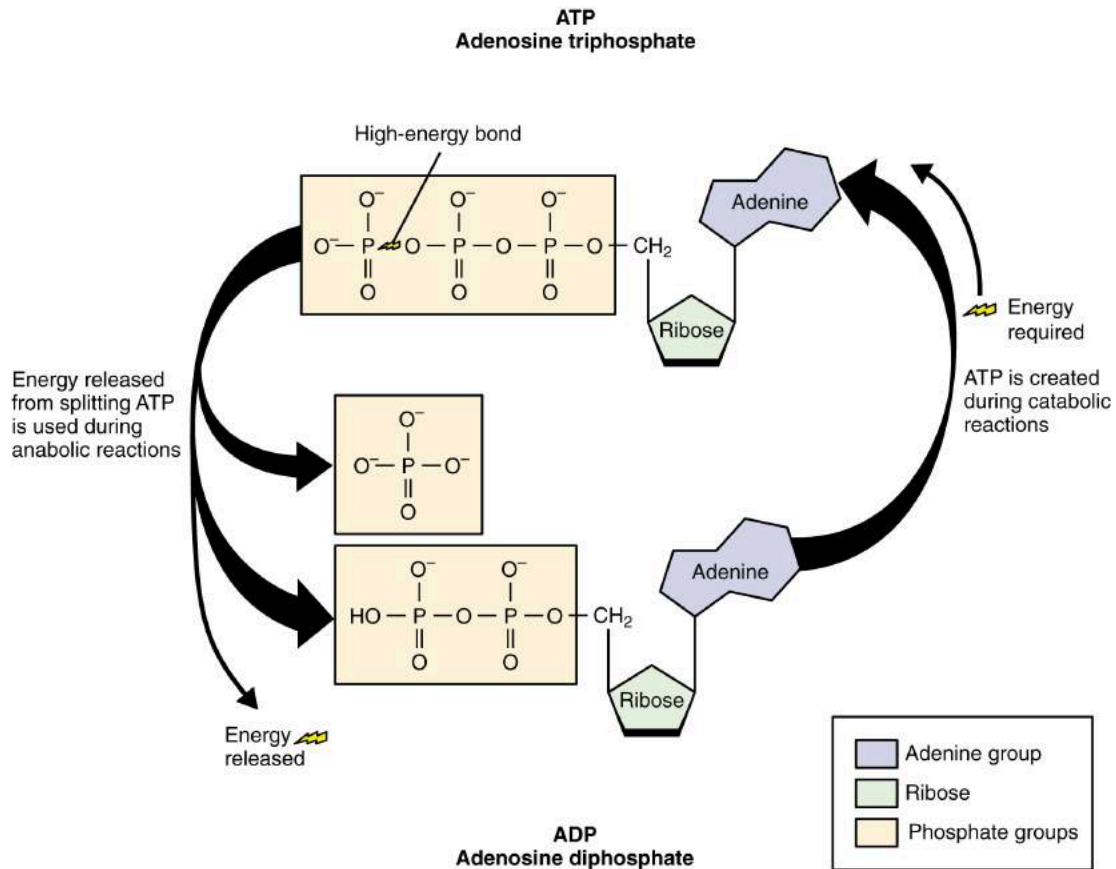 ATP
Adenosine triphosphate
High-energy bond
O⁻ O⁻ O⁻
O⁻ — P O — P — O — P — O — CH₂
O O O
Adenine
Ribose
Energy
required
ATP is created
during catabolic
reactions
Energy released
from splitting ATP
is used during
anabolic reactions
O⁻
O⁻ — P — O⁻
O
O⁻ O⁻
HO — P — O — P — O — CH₂
O O
Adenine
Ribose
Energy
released
Adenine group
Ribose
Phosphate groups
ADP
Adenosine diphosphate